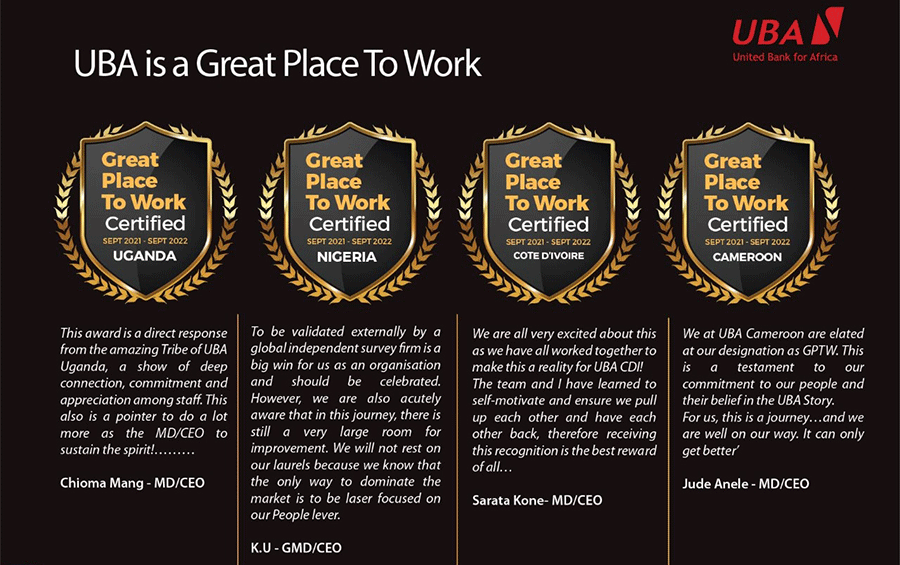 UBA
United Bank for Africa
UBA is a Great Place To Work
Great
Place
To Work
Certified
SEPT 2021 - SEPT 2022
UGANDA
Great
Place
To Work
Certified
SEPT 2021 - SEPT 2022
NIGERIA
Great
Place
To Work
Certified
SEPT 2021 - SEPT 2022
COTE D'IVOIRE
Great
Place
To Work
Certified
SEPT 2021 - SEPT 2022
CAMEROON
This award is a direct response
from the amazing Tribe of UBA
Uganda, a show of deep
connection, commitment and
appreciation among staff. This
also is a pointer to do a lot
more as the MD/CEO to
sustain the spirit!.........
Chioma Mang - MD/CEO
To be validated externally by a
global independent survey firm is a
big win for us as an organisation
and should be celebrated.
However, we are also acutely
aware that in this journey, there is
still a very large room for
improvement. We will not rest on
our laurels because we know that
the only way to dominate the
market is to be laser focused on
our People lever.
K.U - GMD/CEO
We are all very excited about this
as we have all worked together to
make this a reality for UBA CDI!
The team and I have learned to
self-motivate and ensure we pull
up each other and have each
other back, therefore receiving
this recognition is the best reward
of all...
Sarata Kone- MD/CEO
We at UBA Cameroon are elated
at our designation as GPTW. This
is a testament to our
commitment to our people and
their belief in the UBA Story.
For us, this is a journey...and we
are well on our way. It can only
get better'
Jude Anele - MD/CEO